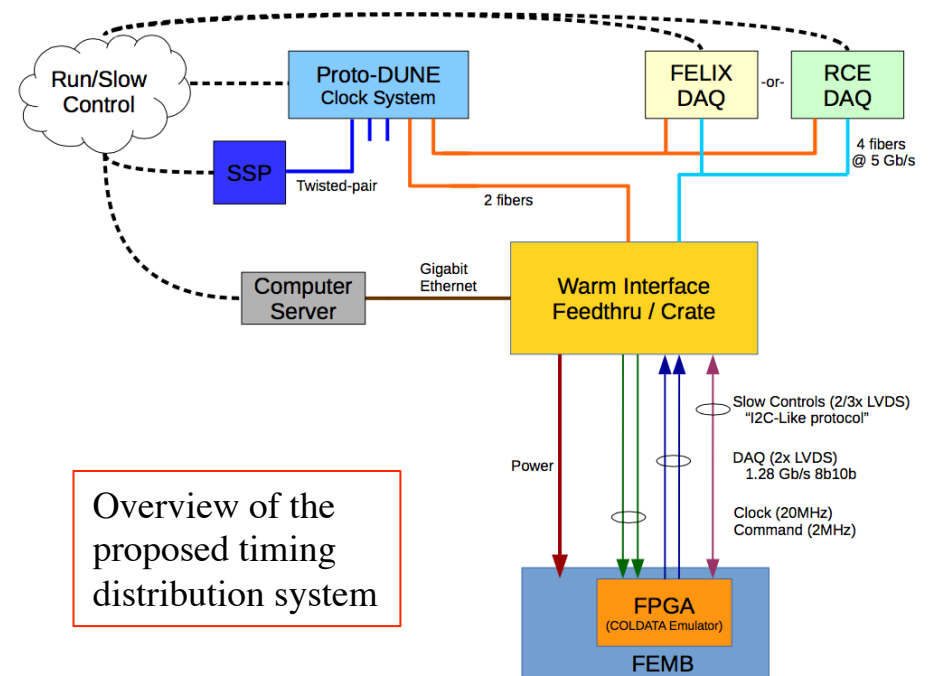 Run/Slow
Control
Proto-DUNE
Clock System
FELIX
DAQ
-or-
RCE
DAQ
4 fibers
@ 5 Gb/s
SSP
Twisted-pair
2 fibers
Computer
Server
Gigabit
Ethernet
Warm Interface
Feedthru / Crate
Slow Controls (2/3x LVDS)
“I2C-Like protocol”
Power
DAQ (2x LVDS)
1.28 Gb/s 8b10b
Clock (20MHz)
Command (2MHz)
Overview of the
proposed timing
distribution system
FPGA
(COLDATA Emulator)
FEMB